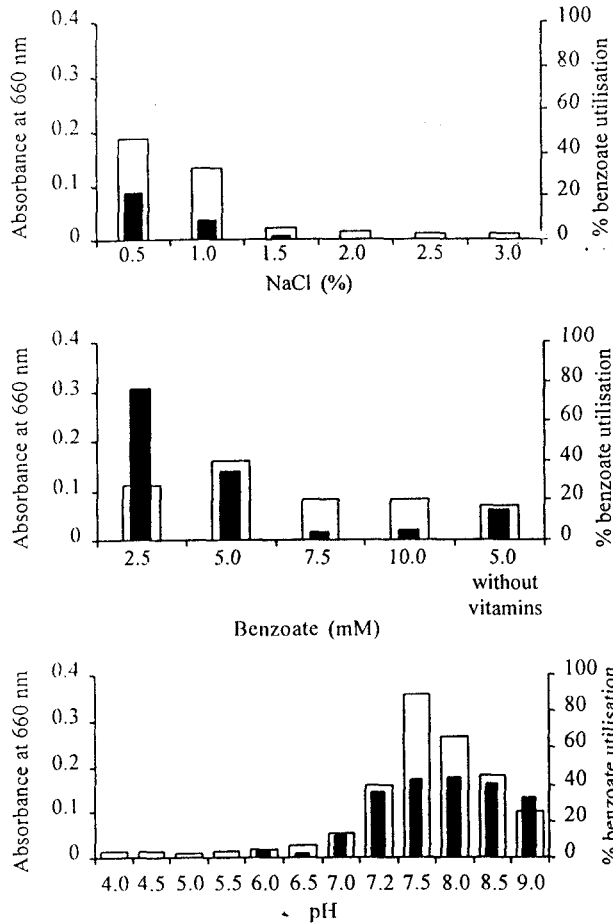 Absorbance at 660 nm
0.4
0.3
0.2
0.1
0
100
80
60
40
20
0
% benzoate utilisation
0.5 1.0 1.5 2.0 2.5 3.0
NaCl (%)
Absorbance at 660 nm
0.4
0.3
0.2
0.1
0
100
80
60
40
20
0
% benzoate utilisation
2.5 5.0 7.5 10.0 5.0
without
vitamins
Benzoate (mM)
Absorbance at 660 nm
0.4
0.3
0.2
0.1
0
100
80
60
40
20
0
% benzoate utilisation
4.0 4.5 5.0 5.5 6.0 6.5 7.0 7.2 7.5 8.0 8.5 9.0
pH